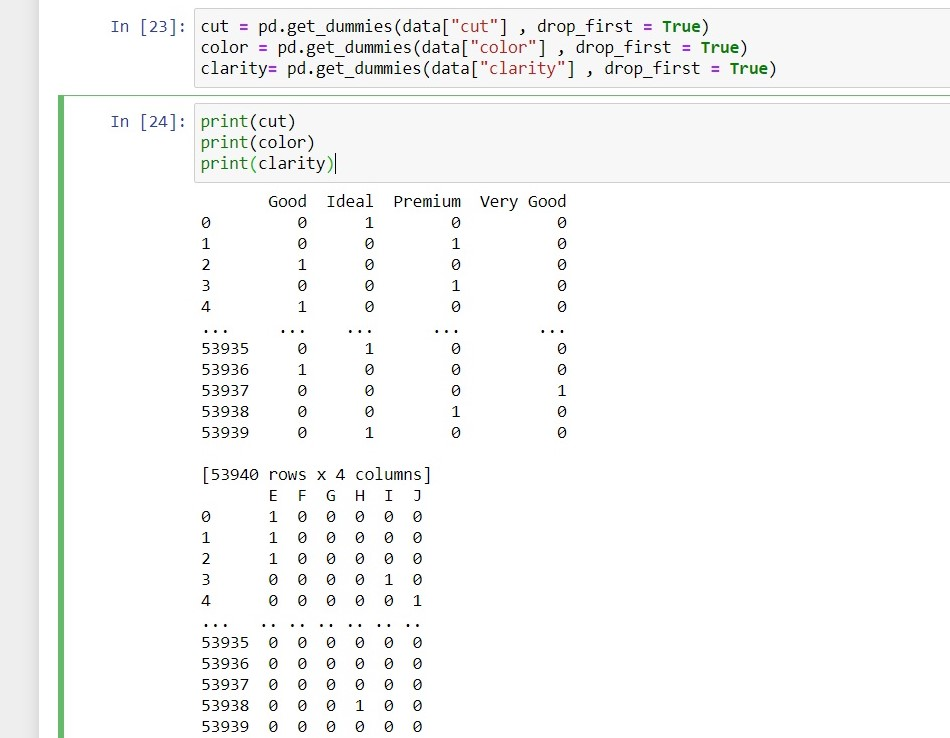 In [23]: cut = pd.get_dummies(data["cut"] , drop_first = True)
color = pd.get_dummies(data["color"] , drop_first = True)
clarity= pd.get_dummies(data["clarity"] , drop_first = True)
In [24]: print(cut)
print(color)
print(clarity)
Good Ideal Premium Very Good
0 0 1 0 0
1 0 0 1 0
2 1 0 0 0
3 0 0 1 0
4 1 0 0 0
... ... ... ... ...
53935 0 1 0 0
53936 1 0 0 0
53937 0 0 0 1
53938 0 0 1 0
53939 0 1 0 0
[53940 rows x 4 columns]
E F G H I J
0 1 0 0 0 0 0
1 1 0 0 0 0 0
2 1 0 0 0 0 0
3 0 0 0 0 1 0
4 0 0 0 0 0 1
... .. .. .. .. .. ..
53935 0 0 0 0 0 0
53936 0 0 0 0 0 0
53937 0 0 0 0 0 0
53938 0 0 0 1 0 0
53939 0 0 0 0 0 0